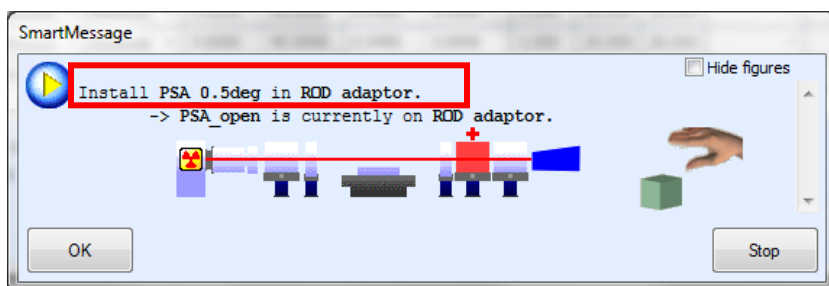 SmartMessage
Hide figures
Install PSA 0.5deg in ROD adaptor.
-> PSA_open is currently on ROD adaptor.
OK
Stop